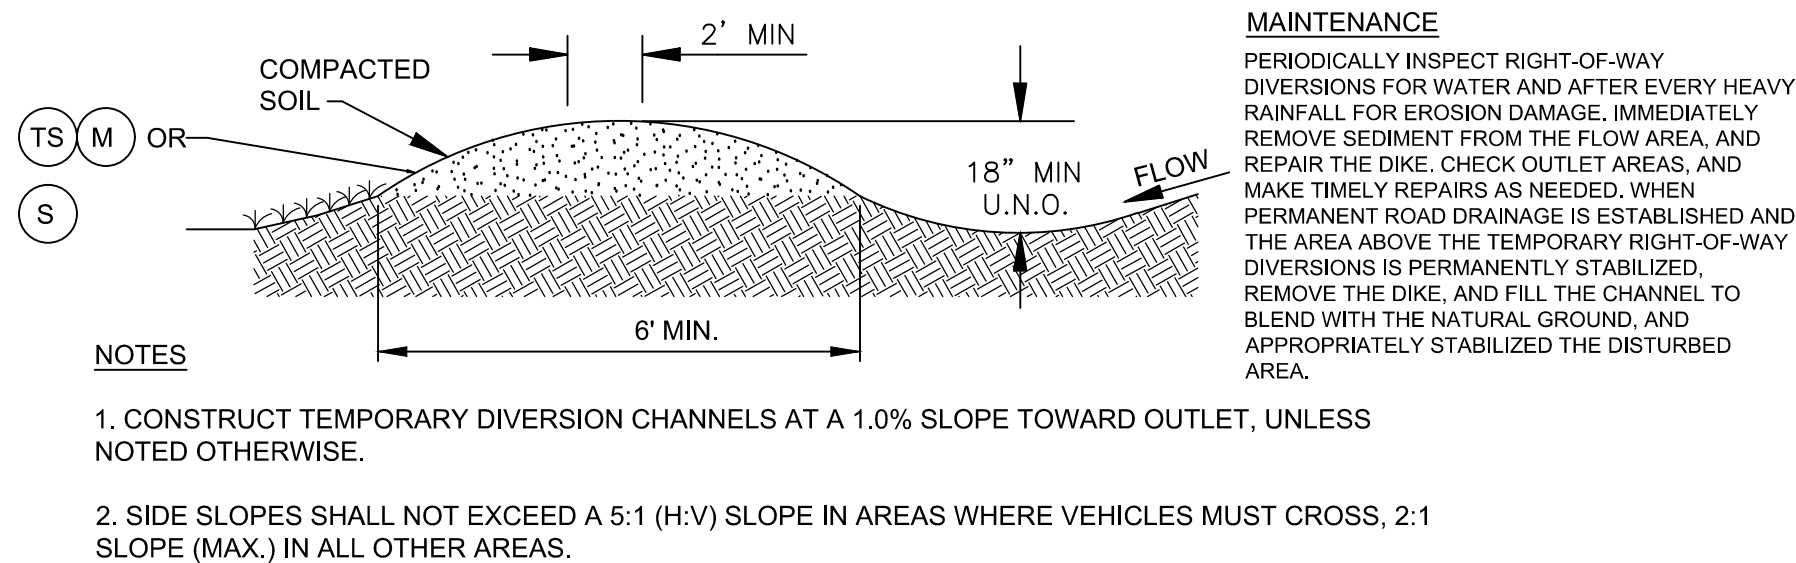 2' MIN
COMPACTED
SOIL
TS M OR
S
18" MIN
U.N.O.
FLOW
6' MIN.
MAINTENANCE
PERIODICALLY INSPECT RIGHT-OF-WAY
DIVERSIONS FOR WATER AND AFTER EVERY HEAVY
RAINFALL FOR EROSION DAMAGE. IMMEDIATELY
REMOVE SEDIMENT FROM THE FLOW AREA, AND
REPAIR THE DIKE. CHECK OUTLET AREAS, AND
MAKE TIMELY REPAIRS AS NEEDED. WHEN
PERMANENT ROAD DRAINAGE IS ESTABLISHED AND
THE AREA ABOVE THE TEMPORARY RIGHT-OF-WAY
DIVERSIONS IS PERMANENTLY STABILIZED,
REMOVE THE DIKE, AND FILL THE CHANNEL TO
BLEND WITH THE NATURAL GROUND, AND
APPROPRIATELY STABILIZED THE DISTURBED
AREA.
NOTES
1. CONSTRUCT TEMPORARY DIVERSION CHANNELS AT A 1.0% SLOPE TOWARD OUTLET, UNLESS
NOTED OTHERWISE.
2. SIDE SLOPES SHALL NOT EXCEED A 5:1 (H:V) SLOPE IN AREAS WHERE VEHICLES MUST CROSS, 2:1
SLOPE (MAX.) IN ALL OTHER AREAS.